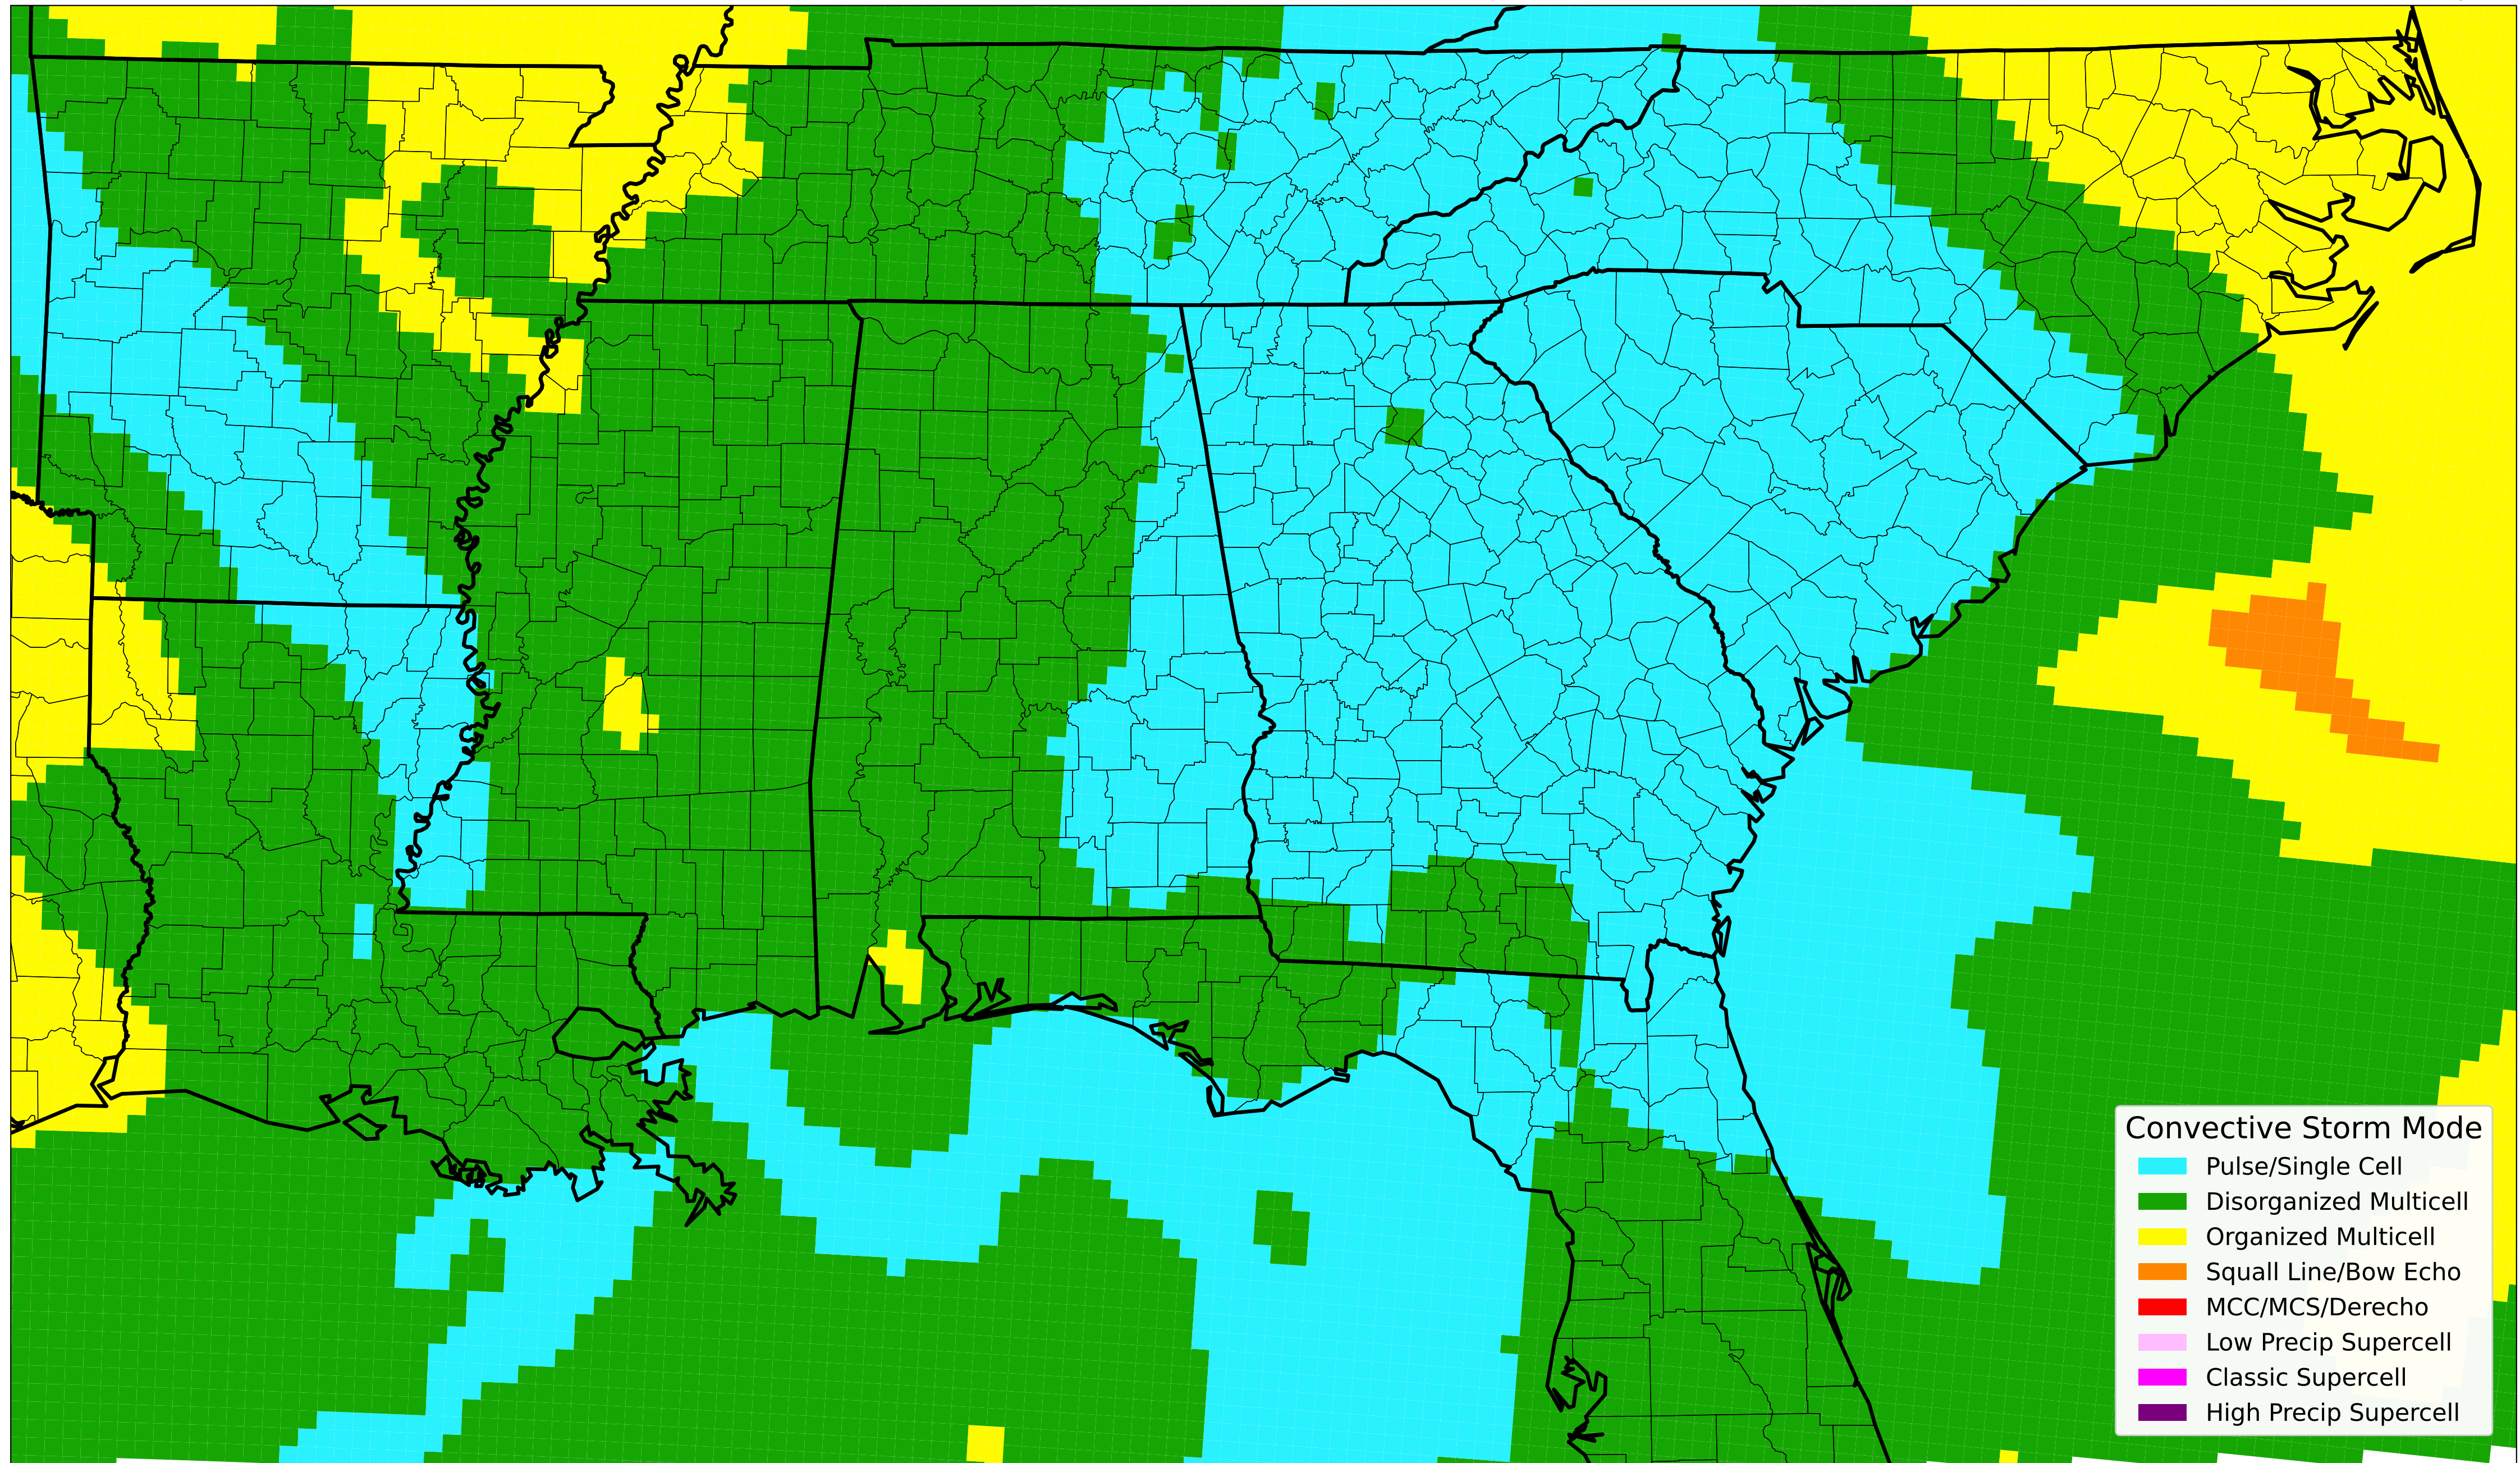 Convective Storm Mode
Pulse/Single Cell
Disorganized Multicell
Organized Multicell
Squall Line/Bow Echo
MCC/MCS/Derecho
Low Precip Supercell
Classic Supercell
High Precip Supercell